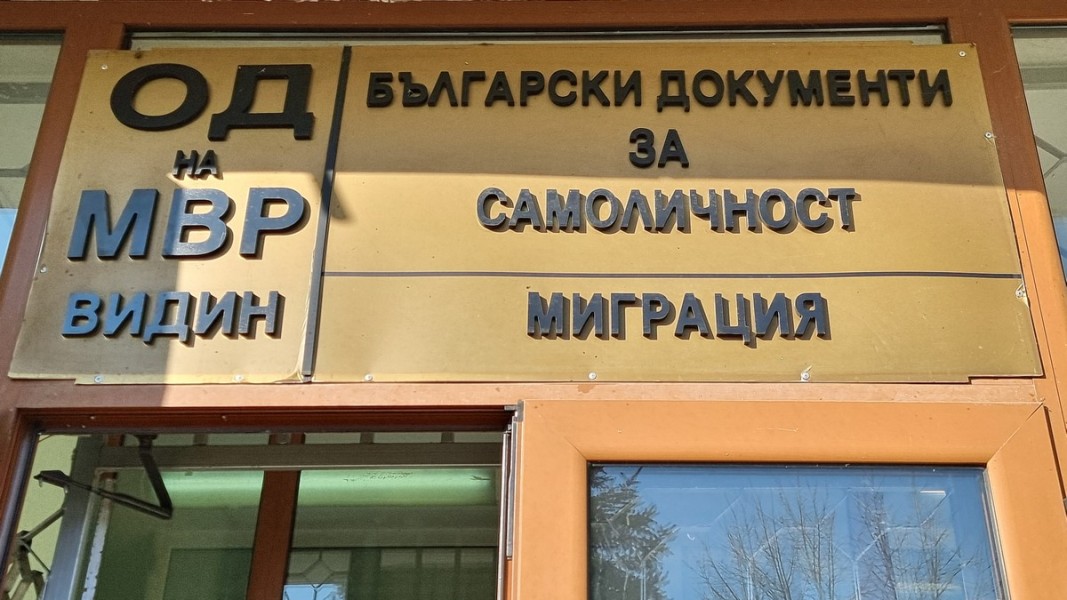 ОД
НА
МВР
ВИДИН
БЪЛГАРСКИ ДОКУМЕНТИ
ЗА
САМОЛИЧНОСТ
МИГРАЦИЯ